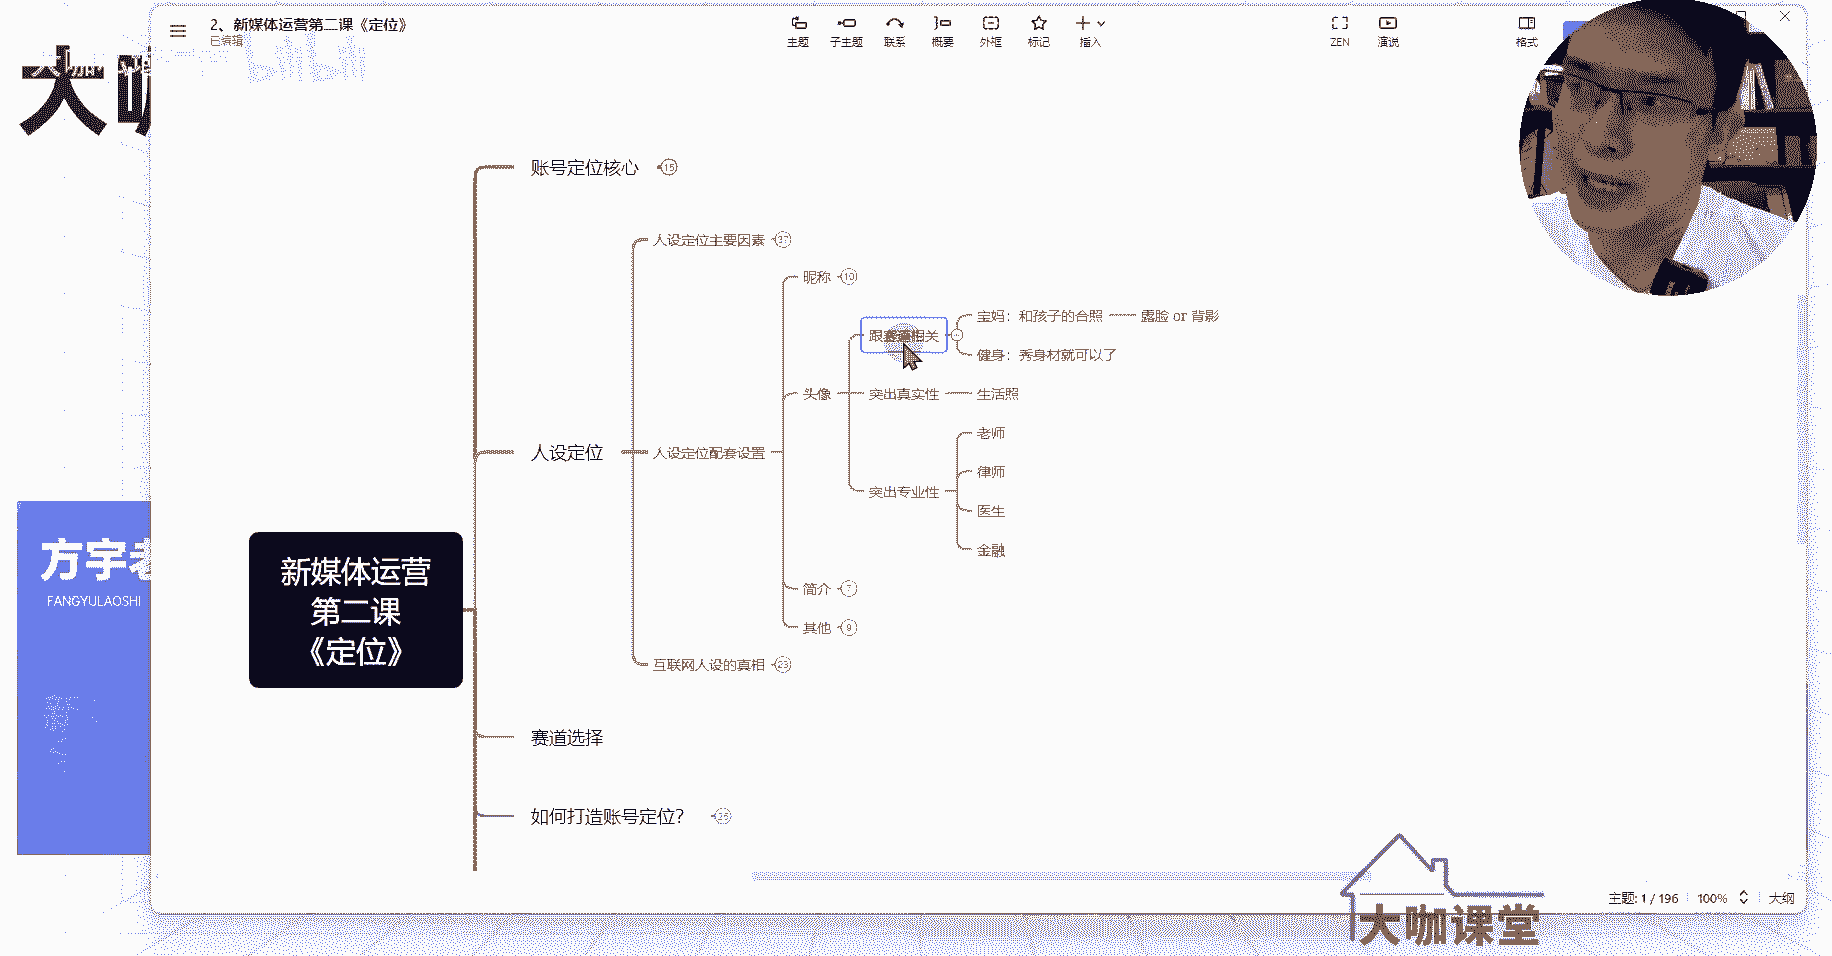 2、新媒体运营第二课《定位》
已编辑
主题
子主题
联系
概要
外框
标记
插入
ZEN
演说
格式
大咖
bilibili
账号定位核心 15
人设定位主要因素 37
昵称 10
跟赛道相关
宝妈：和孩子的合照
露脸 or 背影
健身：秀身材就可以了
头像
突出真实性
生活照
老师
人设定位
人设定位配套设置
律师
突出专业性
医生
金融
新媒体运营
第二课
《定位》
简介 7
其他 9
互联网人设的真相 23
赛道选择
如何打造账号定位？ 26
方宇老
FANGYULAOSHI
主题: 1 / 196
100%
大纲
大咖课堂